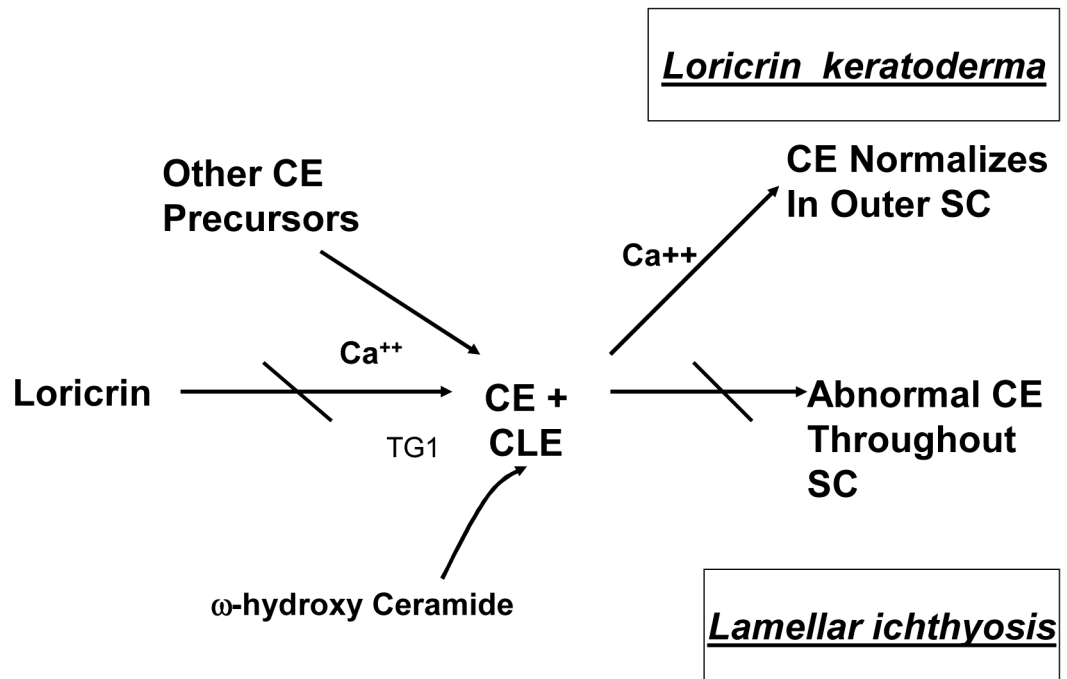 Loricrin keratoderma
Other CE
Precursors
CE Normalizes
In Outer SC
Ca++
Ca⁺⁺
Loricrin
CE +
CLE
TG1
Abnormal CE
Throughout
SC
ω-hydroxy Ceramide
Lamellar ichthyosis